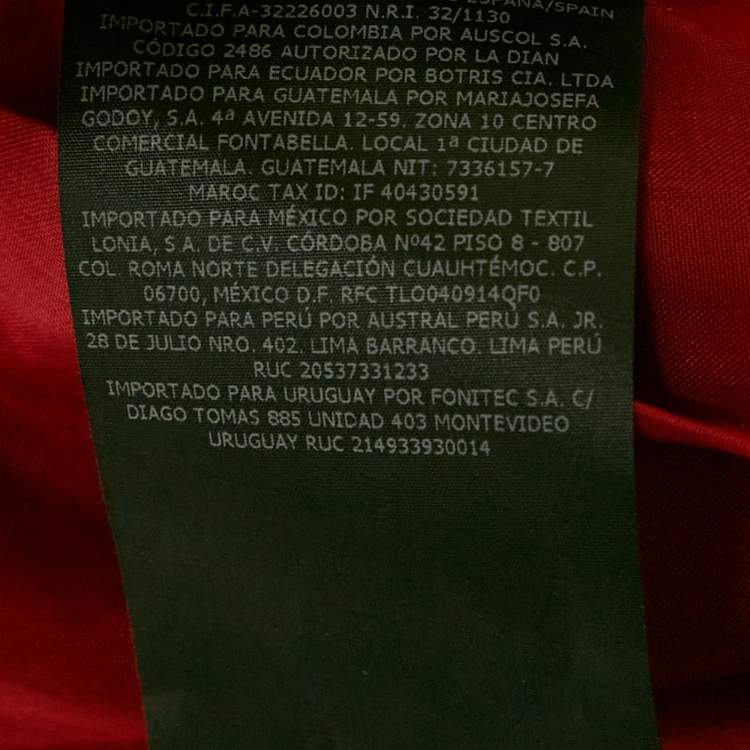 ESPAÑA/SPAIN
C.I.F.A-32226003 N.R.I. 32/1130
IMPORTADO PARA COLOMBIA POR AUSCOL S.A.
CÓDIGO 2486 AUTORIZADO POR LA DIAN
IMPORTADO PARA ECUADOR POR BOTRIS CIA. LTDA
IMPORTADO PARA GUATEMALA POR MARIAJOSEFA
GODOY, S.A. 4ª AVENIDA 12-59. ZONA 10 CENTRO
COMERCIAL FONTABELLA. LOCAL 1ª CIUDAD DE
GUATEMALA. GUATEMALA NIT: 7336157-7
MAROC TAX ID: IF 40430591
IMPORTADO PARA MÉXICO POR SOCIEDAD TEXTIL
LONIA, S A. DE C.V. CÓRDOBA Nº42 PISO 8 - 807
COL. ROMA NORTE DELEGACIÓN CUAUHTÉMOC. C.P.
06700, MÉXICO D.F. RFC TLO040914QF0
IMPORTADO PARA PERÚ POR AUSTRAL PERÚ S.A. JR.
28 DE JULIO NRO. 402. LIMA BARRANCO. LIMA PERÚ
RUC 20537331233
IMPORTADO PARA URUGUAY POR FONITEC S.A. C/
DIAGO TOMAS 885 UNIDAD 403 MONTEVIDEO
URUGUAY RUC 214933930014